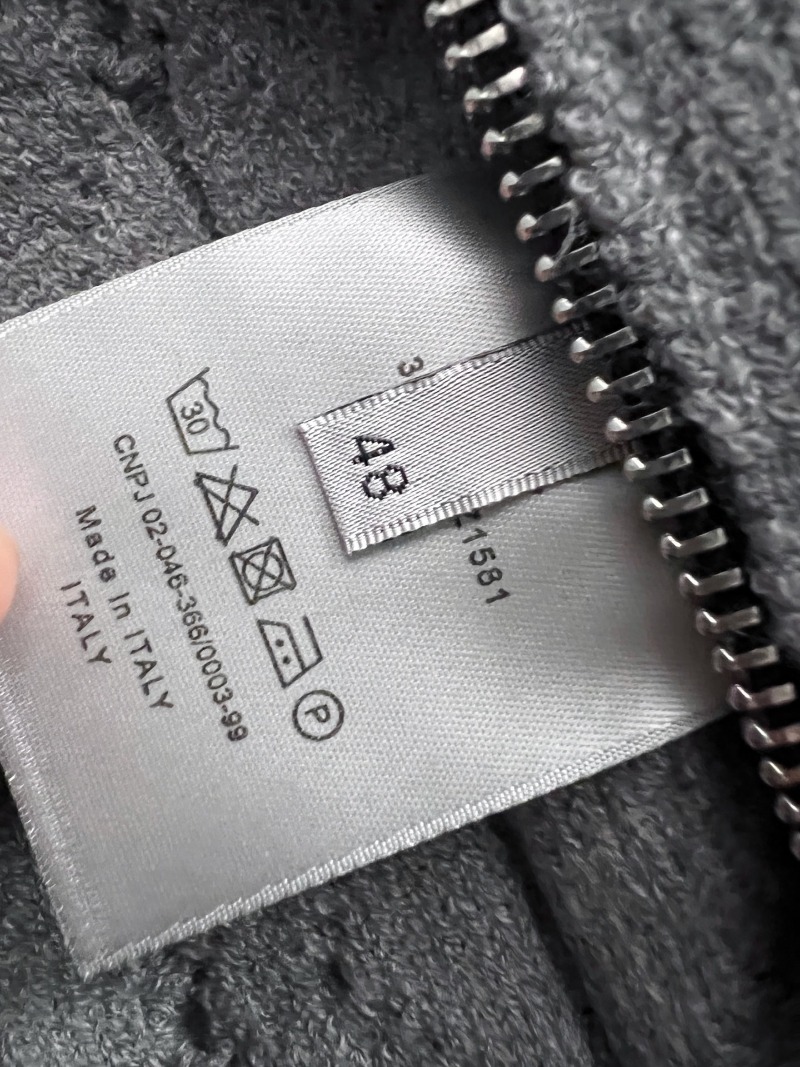 48
1581
30
P
CNPJ 02-046-366/0003-99
Made in ITALY
ITALY